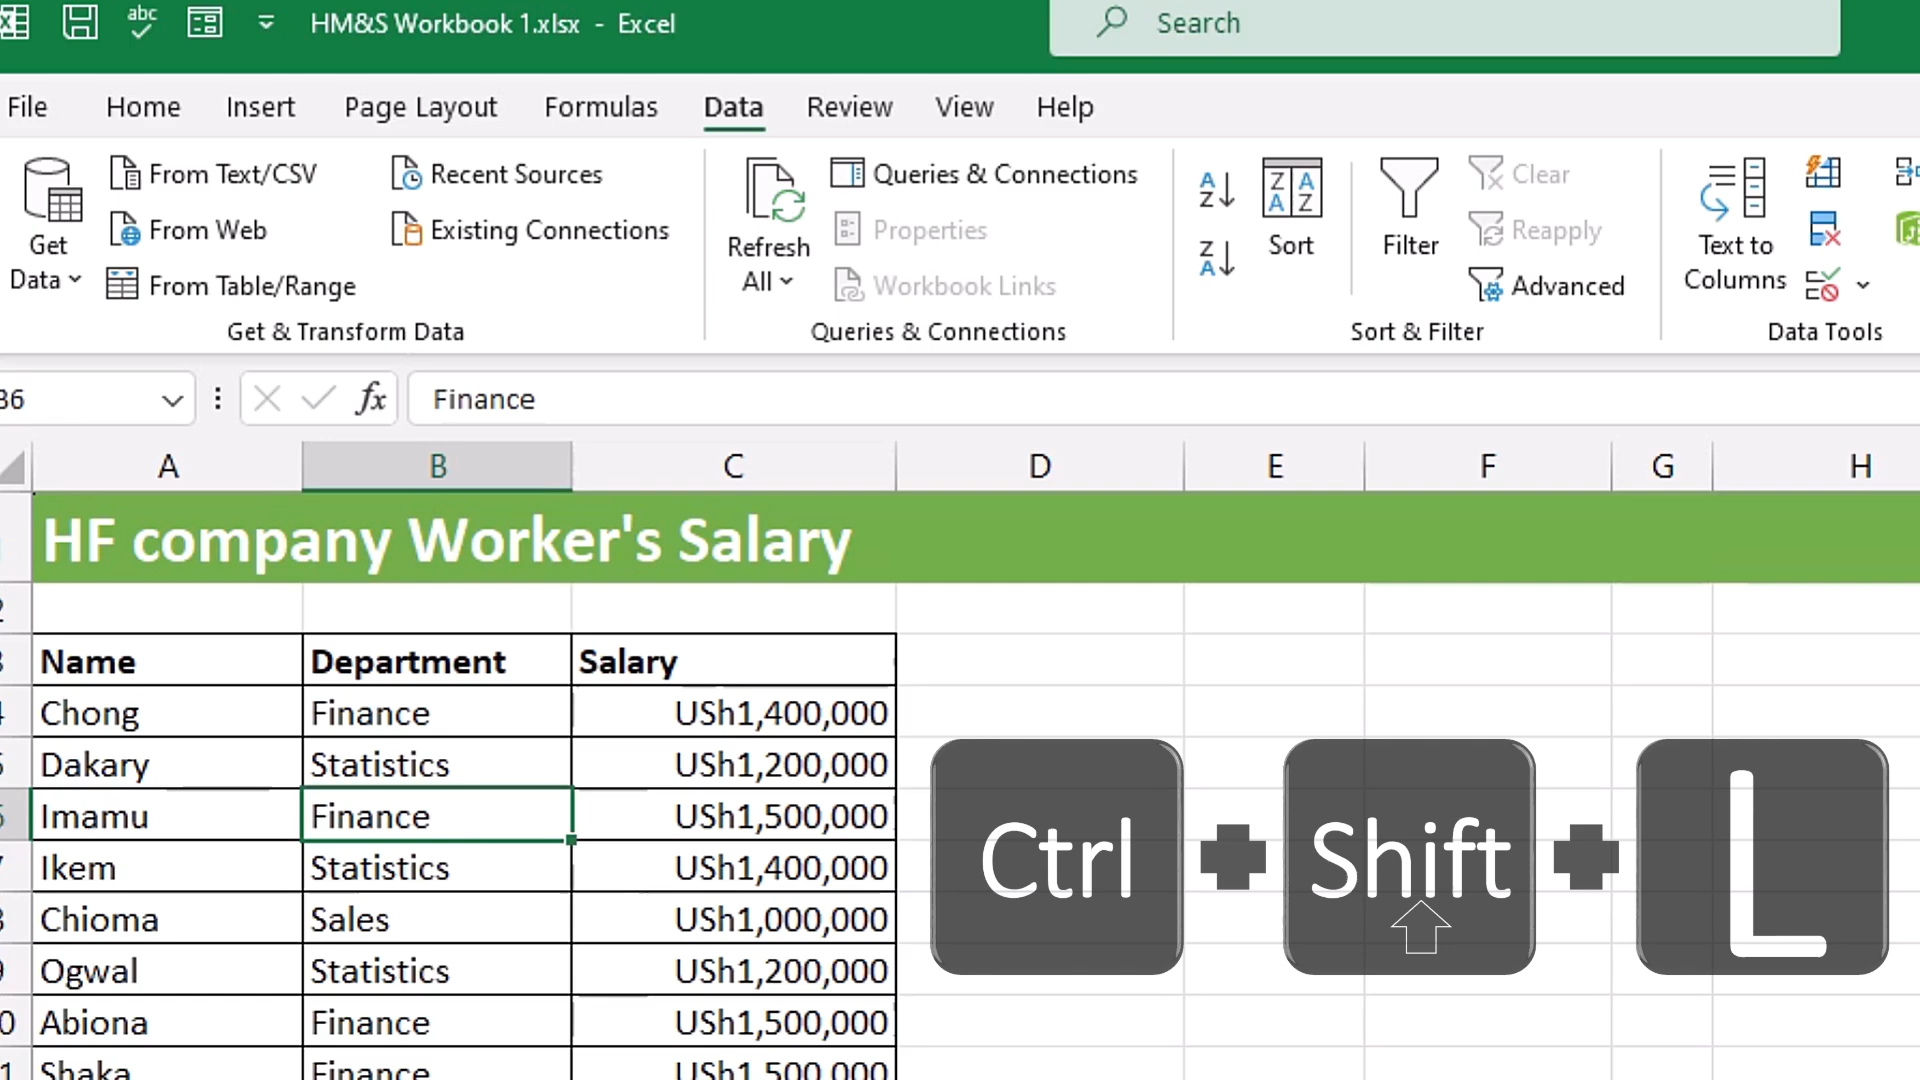 abc
HM&S Workbook 1.xlsx - Excel
Search
File Home Insert Page Layout Formulas Data Review View Help
From Text/CSV Recent Sources
From Web Existing Connections
From Table/Range
Get Data
Get & Transform Data
Refresh All
Queries & Connections
Properties
Workbook Links
Queries & Connections
Sort
Filter
Clear
Reapply
Advanced
Sort & Filter
Text to Columns
Data Tools
fx Finance
A B C D E F G H
HF company Worker's Salary
Name Department Salary
Chong Finance USh1,400,000
Dakary Statistics USh1,200,000
Imamu Finance USh1,500,000
Ikem Statistics USh1,400,000
Chioma Sales USh1,000,000
Ogwal Statistics USh1,200,000
Abiona Finance USh1,500,000
Shaka Finance USh1,500,000
Ctrl + Shift + L